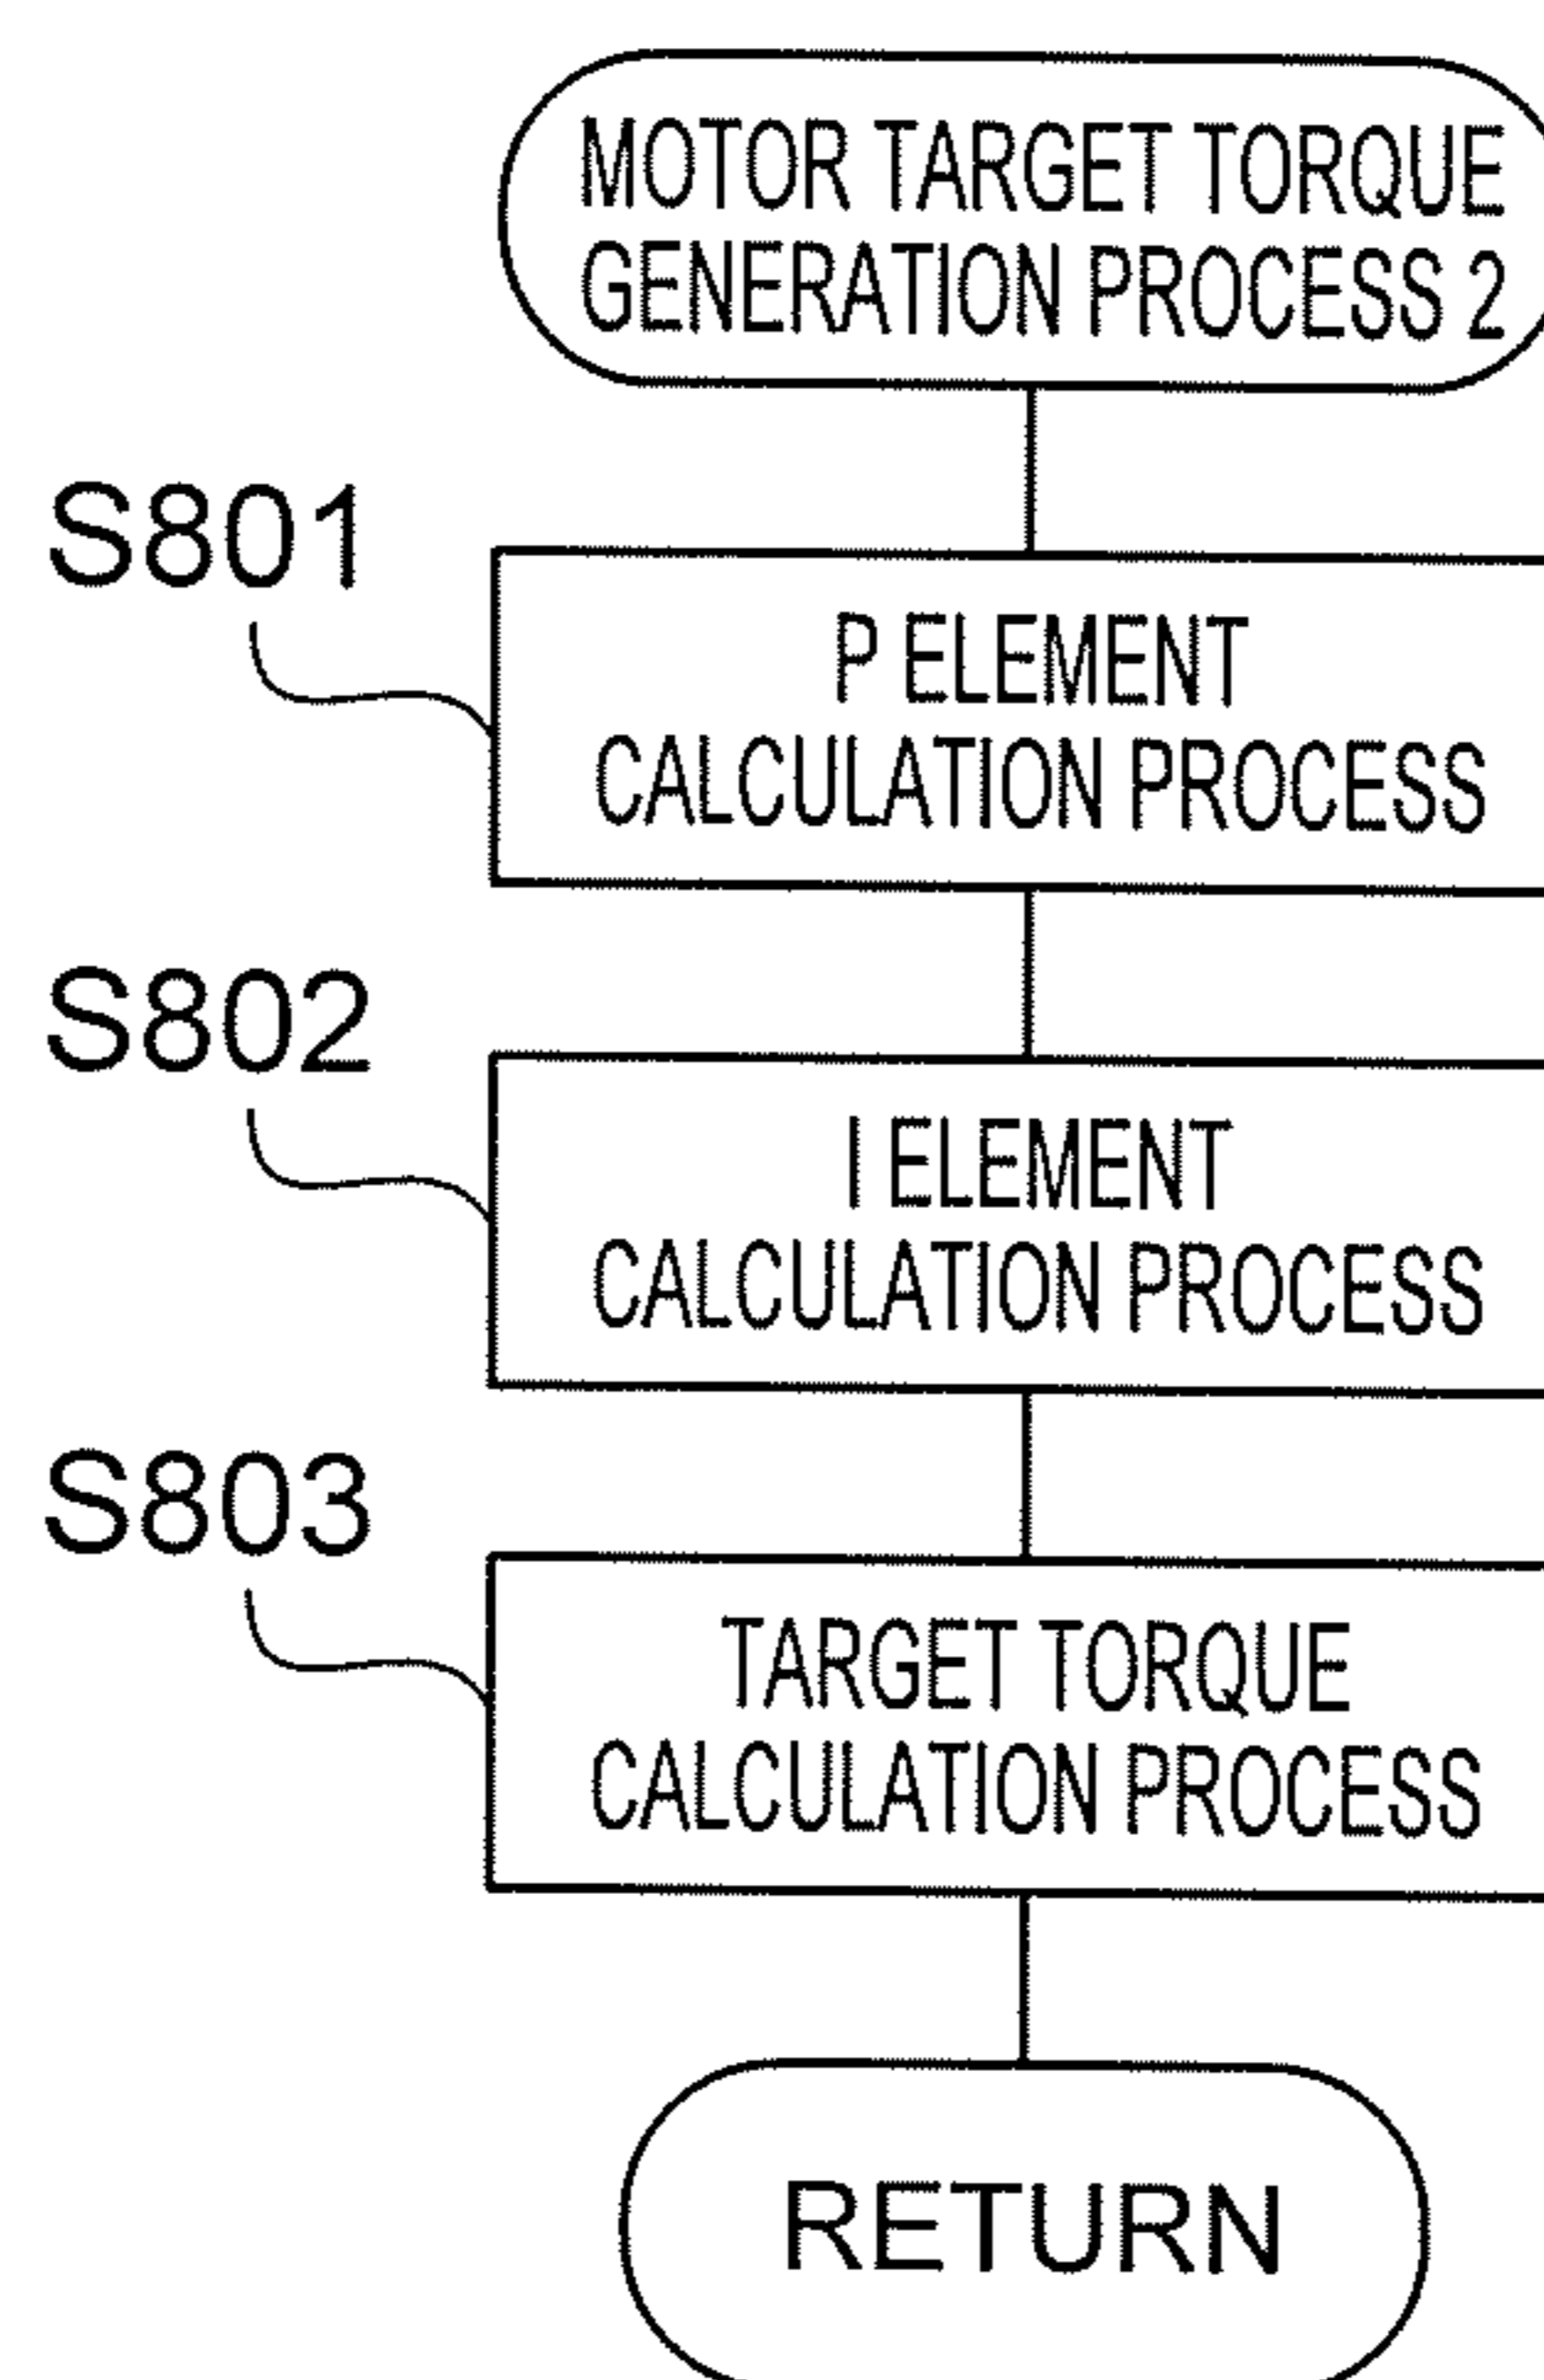 MOTOR TARGET TORQUE
GENERATION PROCESS 2
S801
P ELEMENT
CALCULATION PROCESS
S802
I ELEMENT
CALCULATION PROCESS
S803
TARGET TORQUE
CALCULATION PROCESS
RETURN